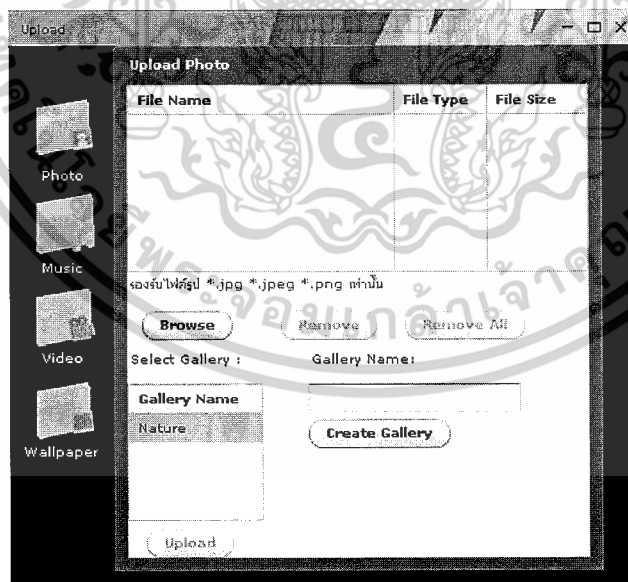 Upload
Upload Photo
File Name File Type File Size
Photo
Music
Video
Wallpaper
รองรับไฟล์รูป *.jpg *.jpeg *.png เท่านั้น
Browse Remove Remove All
Select Gallery : Gallery Name:
Gallery Name
Nature
Create Gallery
Upload